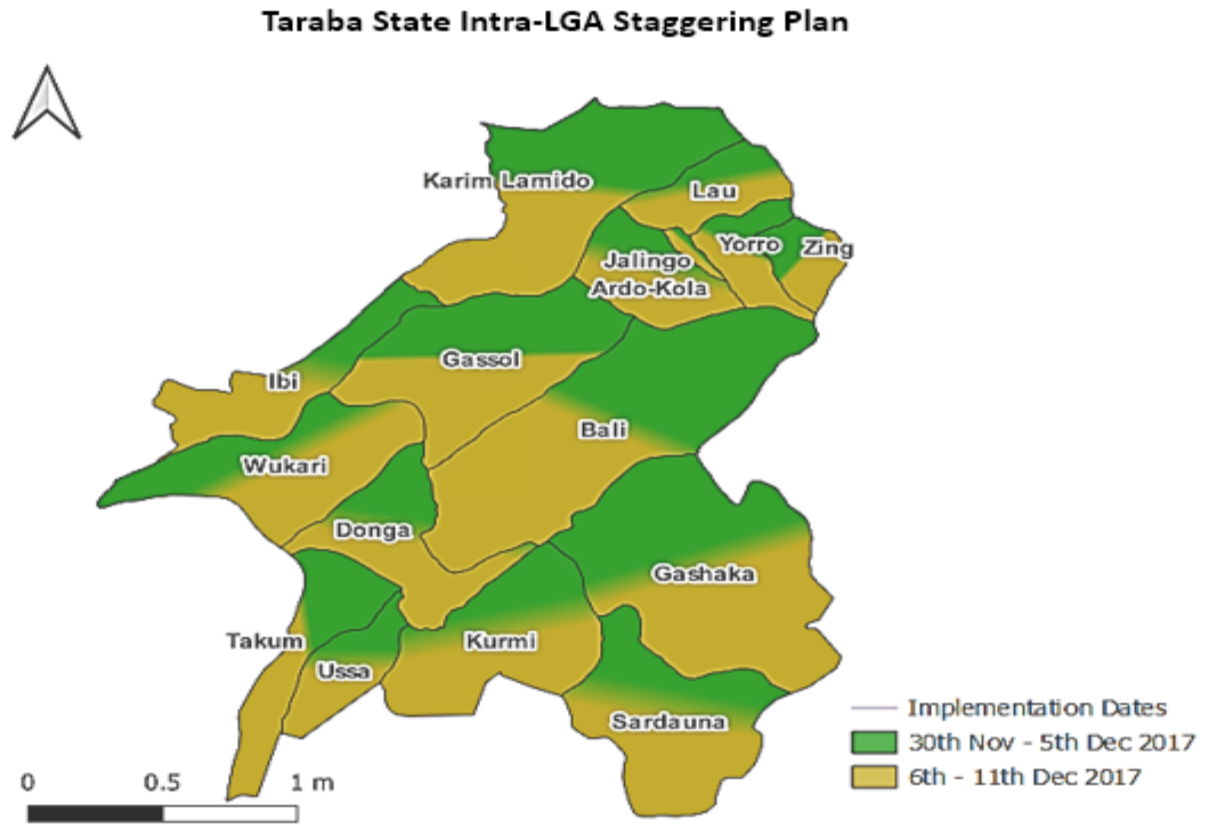 Taraba State Intra-LGA Staggering Plan
Karim Lamido
Lau
Yorro
Zing
Jalingo
Ardo-Kola
Gassol
Ibi
Bali
Wukari
Donga
Gashaka
Takum
Kurmi
Ussa
Sardauna
Implementation Dates
30th Nov - 5th Dec 2017
6th - 11th Dec 2017
0 0.5 1 m